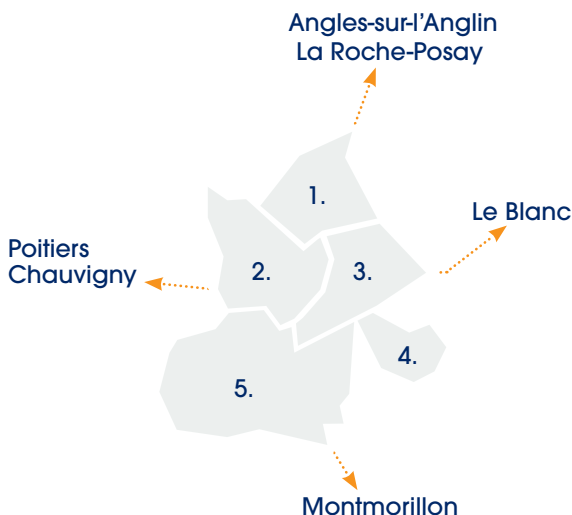 Angles-sur-l'Anglin
La Roche-Posay
1.
Le Blanc
Poitiers
Chauvigny
2.
3.
4.
5.
Montmorillon